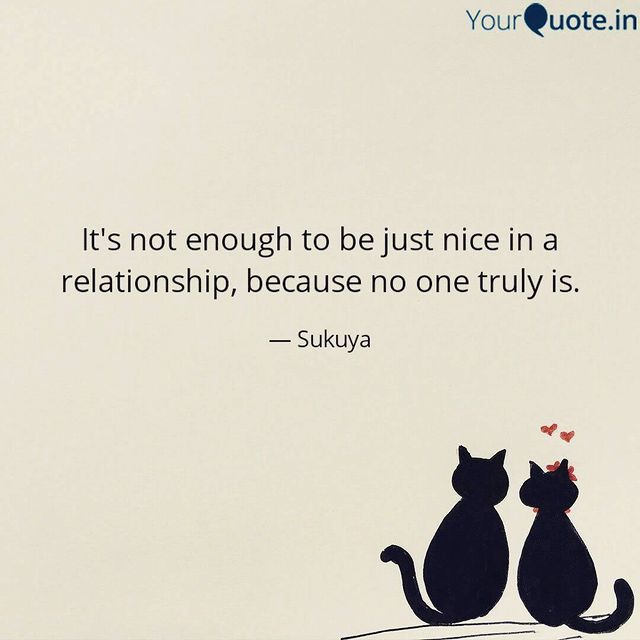 YourQuote.in
It's not enough to be just nice in a
relationship, because no one truly is.
— Sukuya